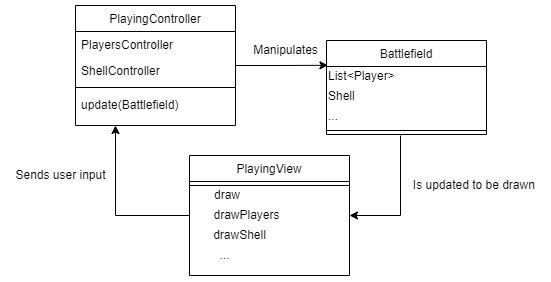 PlayingController
PlayersController
ShellController
update(Battlefield)
Manipulates
Battlefield
List<Player>
Shell
...
Sends user input
PlayingView
draw
drawPlayers
drawShell
...
Is updated to be drawn